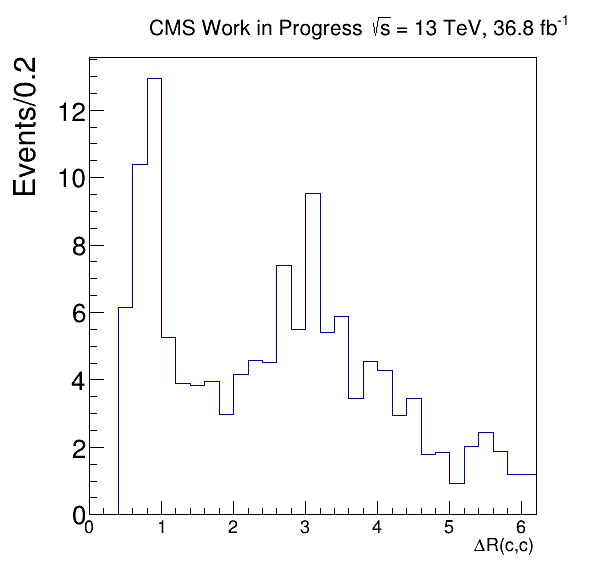 CMS Work in Progress √s = 13 TeV, 36.8 fb⁻¹
Events/0.2
12
10
8
6
4
2
0
0 1 2 3 4 5 6
ΔR(c,c)